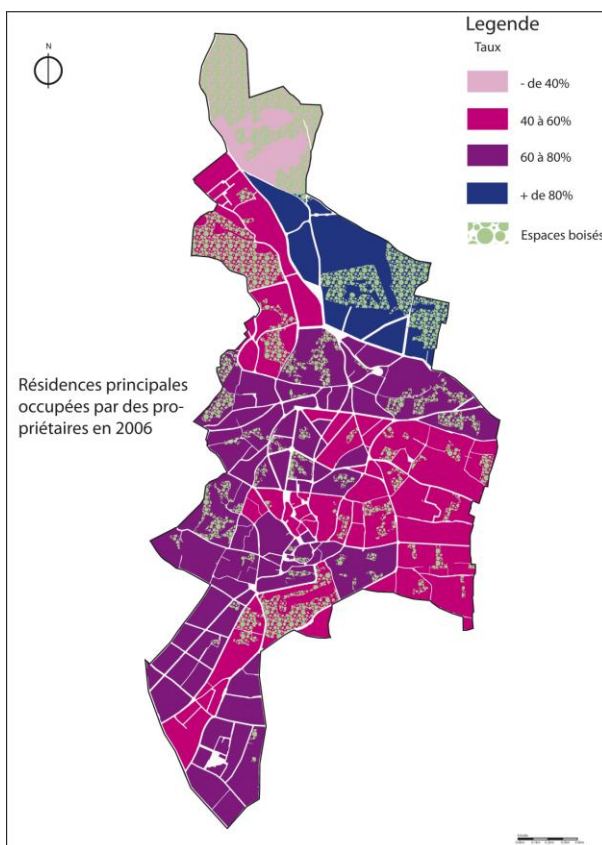 Legende
Taux
N
- de 40%
40 à 60%
60 à 80%
+ de 80%
Espaces boisés
Résidences principales
occupées par des pro-
priétaires en 2006